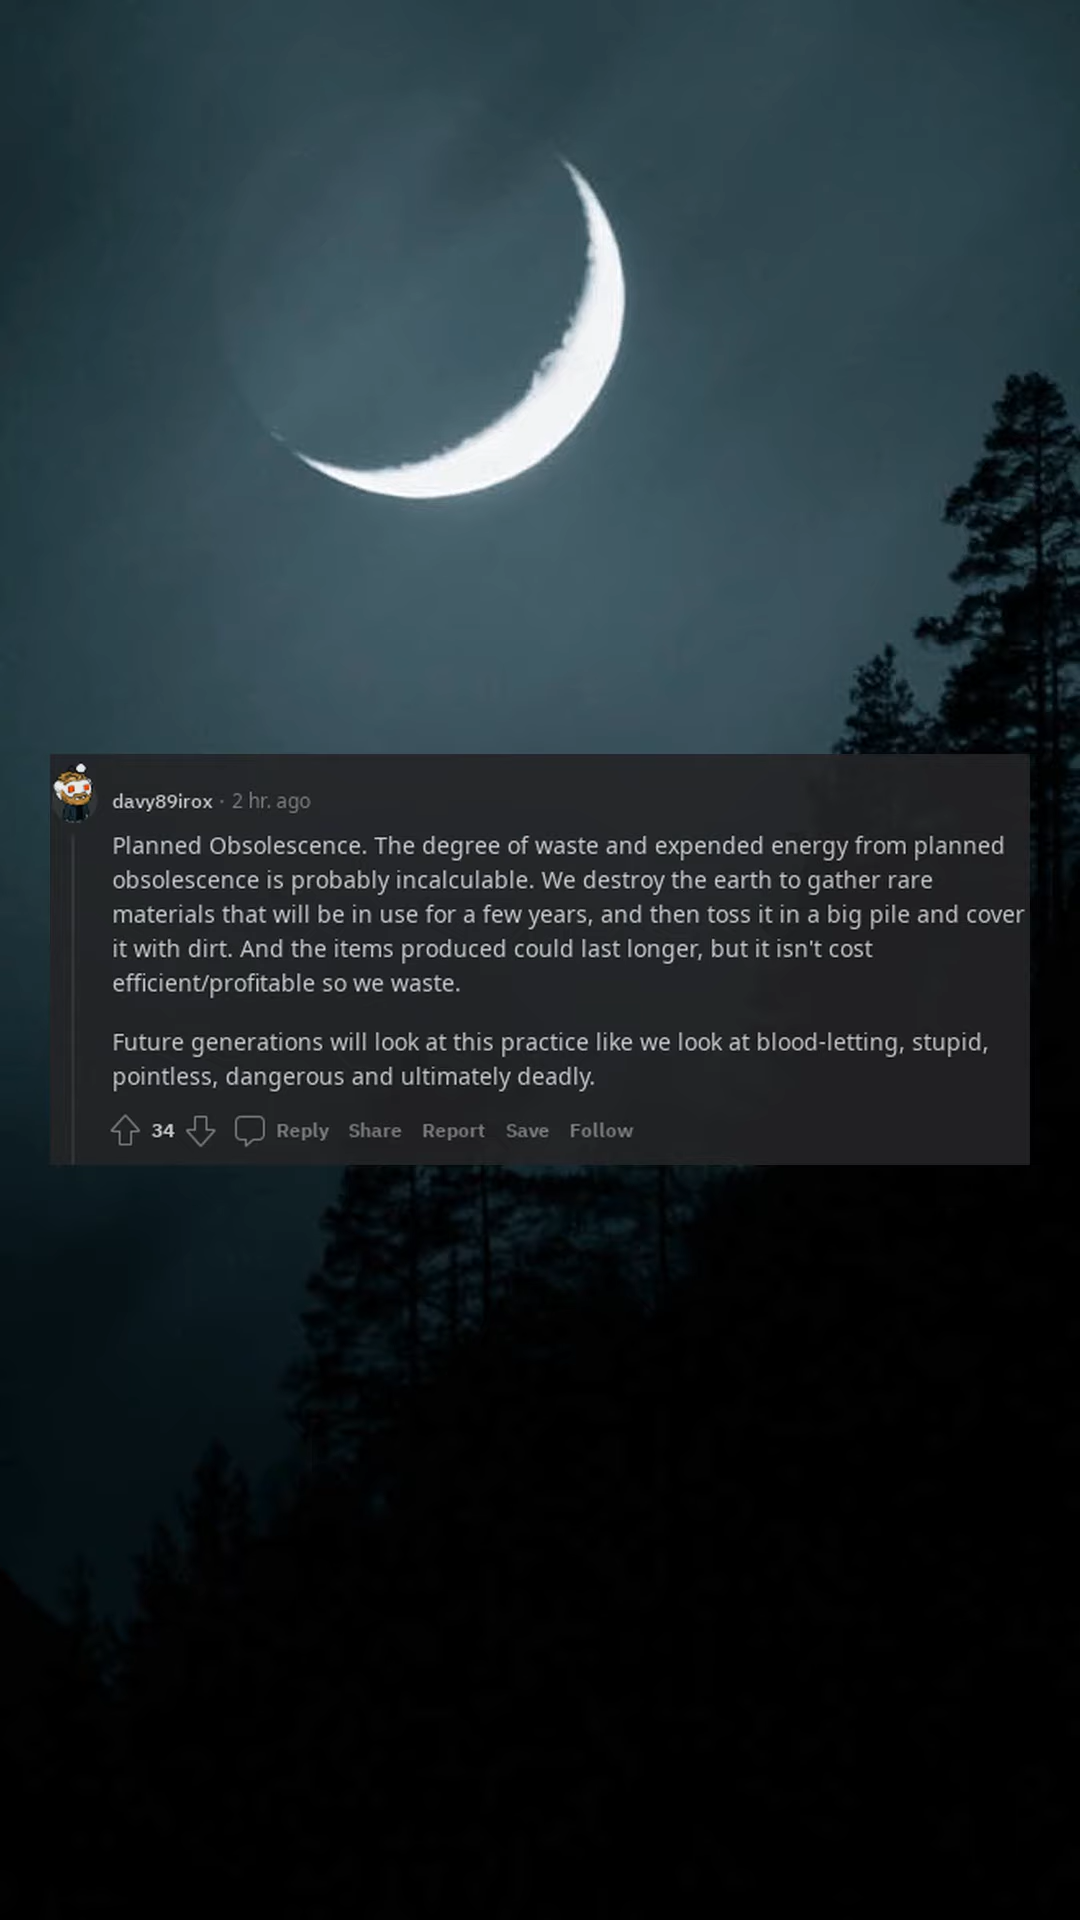 davy89irox · 2 hr. ago
Planned Obsolescence. The degree of waste and expended energy from planned
obsolescence is probably incalculable. We destroy the earth to gather rare
materials that will be in use for a few years, and then toss it in a big pile and cover
it with dirt. And the items produced could last longer, but it isn't cost
efficient/profitable so we waste.
Future generations will look at this practice like we look at blood-letting, stupid,
pointless, dangerous and ultimately deadly.
34 Reply Share Report Save Follow